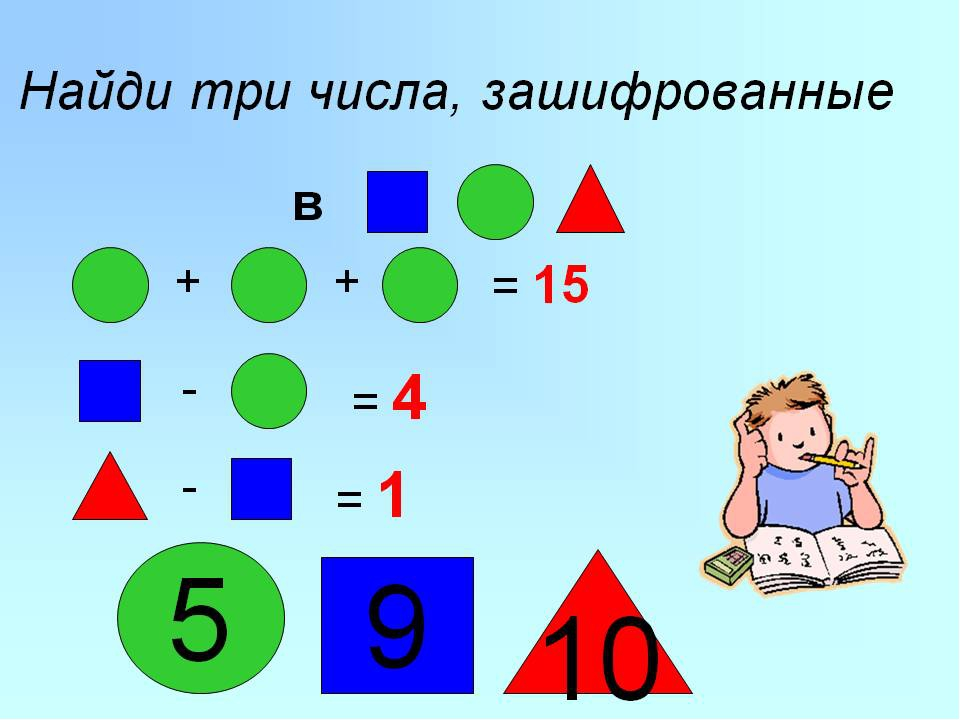 Найди три числа, зашифрованные
в
+ + = 15
- = 4
- = 1
5 9 10